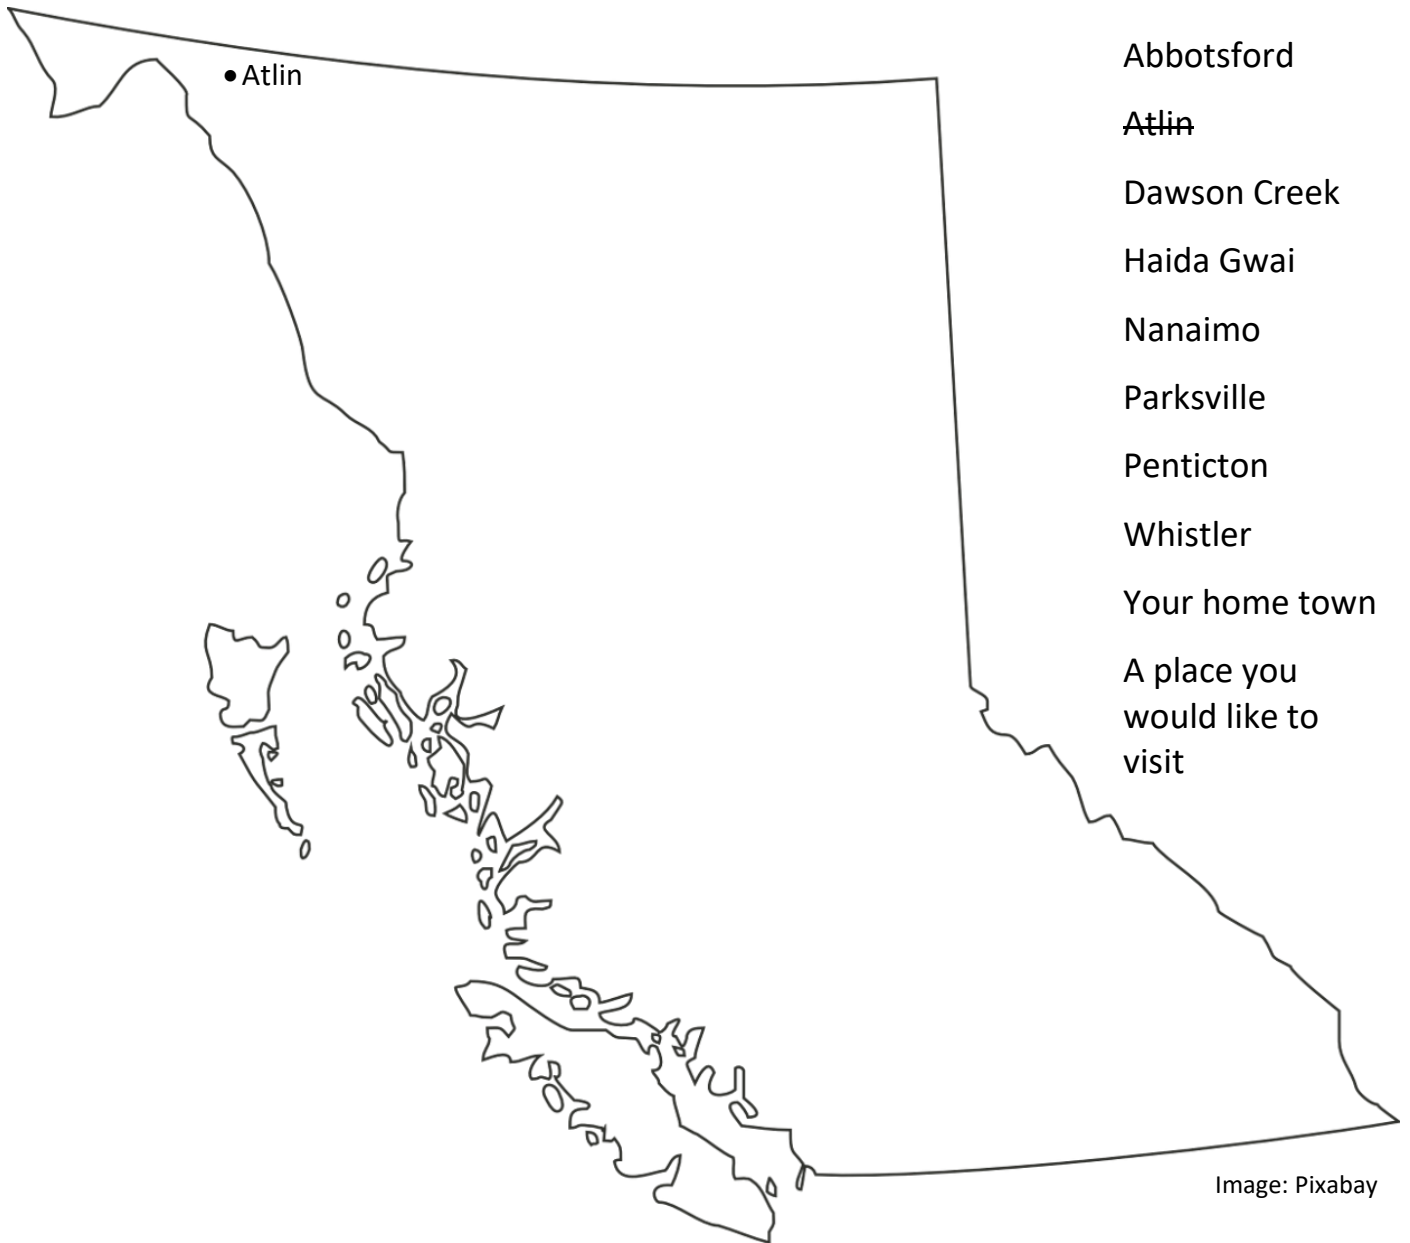 Atlin
Abbotsford
Atlin
Dawson Creek
Haida Gwai
Nanaimo
Parksville
Penticton
Whistler
Your home town
A place you
would like to
visit
Image: Pixabay